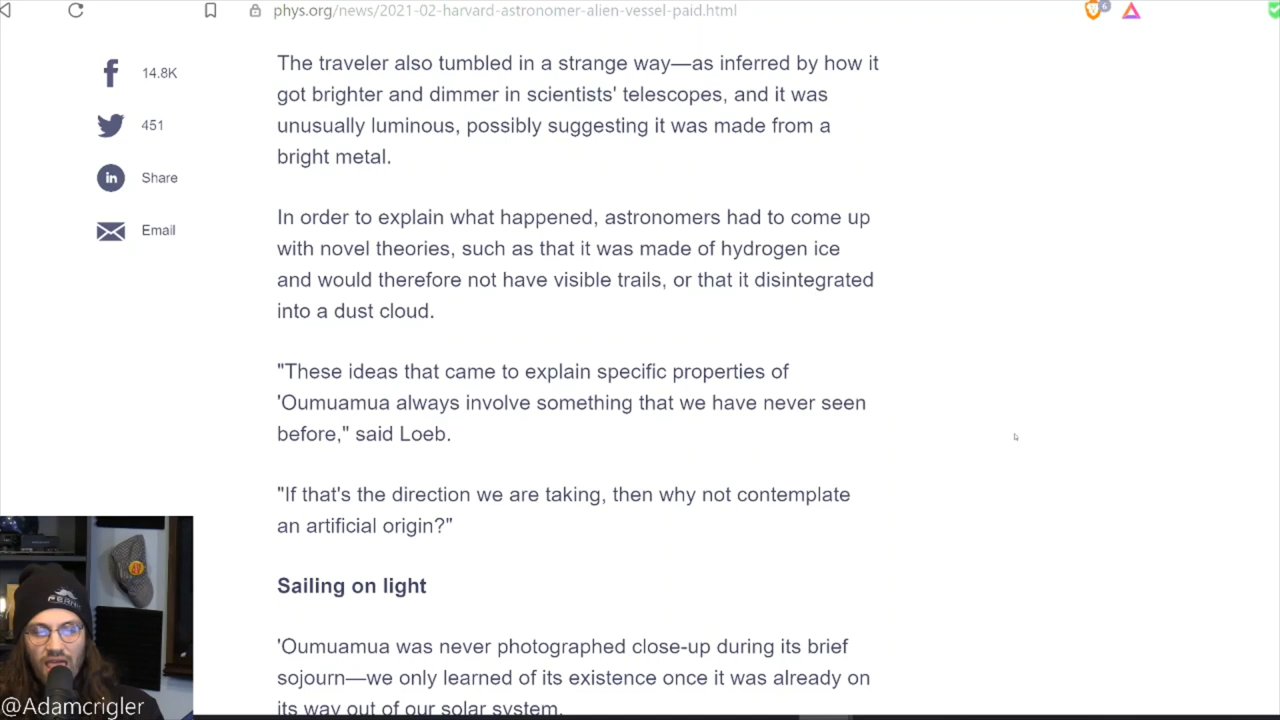 phys.org/news/2021-02-harvard-astronomer-alien-vessel-paid.html
6
14.8K
451
in
Share
Email
The traveler also tumbled in a strange way—as inferred by how it
got brighter and dimmer in scientists' telescopes, and it was
unusually luminous, possibly suggesting it was made from a
bright metal.
In order to explain what happened, astronomers had to come up
with novel theories, such as that it was made of hydrogen ice
and would therefore not have visible trails, or that it disintegrated
into a dust cloud.
"These ideas that came to explain specific properties of
'Oumuamua always involve something that we have never seen
before," said Loeb.
"If that's the direction we are taking, then why not contemplate
an artificial origin?"
Sailing on light
'Oumuamua was never photographed close-up during its brief
sojourn—we only learned of its existence once it was already on
its way out of our solar system.
@Adamcrigler